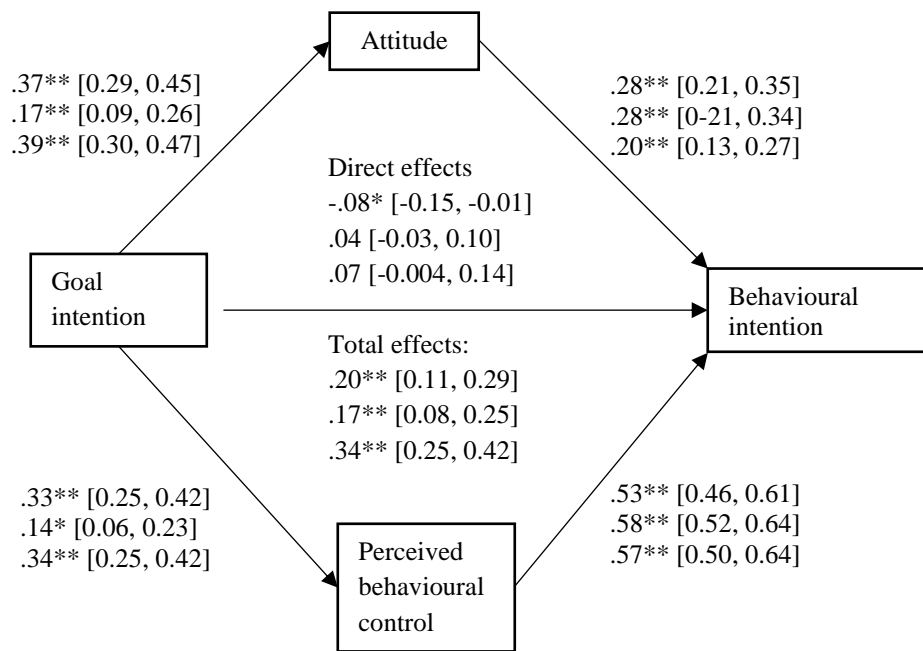 Attitude
.37** [0.29, 0.45]
.17** [0.09, 0.26]
.39** [0.30, 0.47]
.28** [0.21, 0.35]
.28** [0-21, 0.34]
.20** [0.13, 0.27]
Direct effects
-.08* [-0.15, -0.01]
.04 [-0.03, 0.10]
.07 [-0.004, 0.14]
Goal
intention
Behavioural
intention
Total effects:
.20** [0.11, 0.29]
.17** [0.08, 0.25]
.34** [0.25, 0.42]
.33** [0.25, 0.42]
.14* [0.06, 0.23]
.34** [0.25, 0.42]
.53** [0.46, 0.61]
.58** [0.52, 0.64]
.57** [0.50, 0.64]
Perceived
behavioural
control